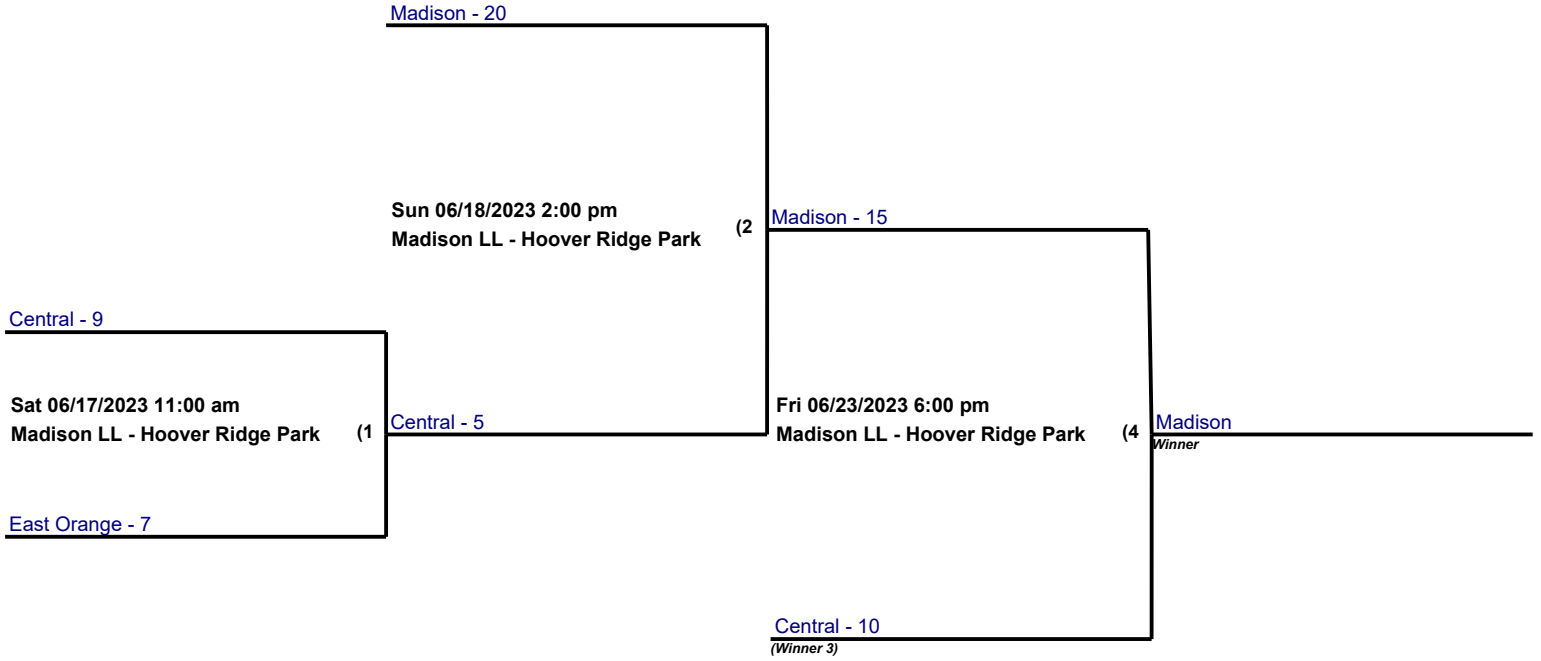 Madison - 20
Sun 06/18/2023 2:00 pm
Madison LL - Hoover Ridge Park (2
Madison - 15
Central - 9
Sat 06/17/2023 11:00 am
Madison LL - Hoover Ridge Park (1
Central - 5
Fri 06/23/2023 6:00 pm
Madison LL - Hoover Ridge Park (4
Madison
Winner
East Orange - 7
Central - 10
(Winner 3)